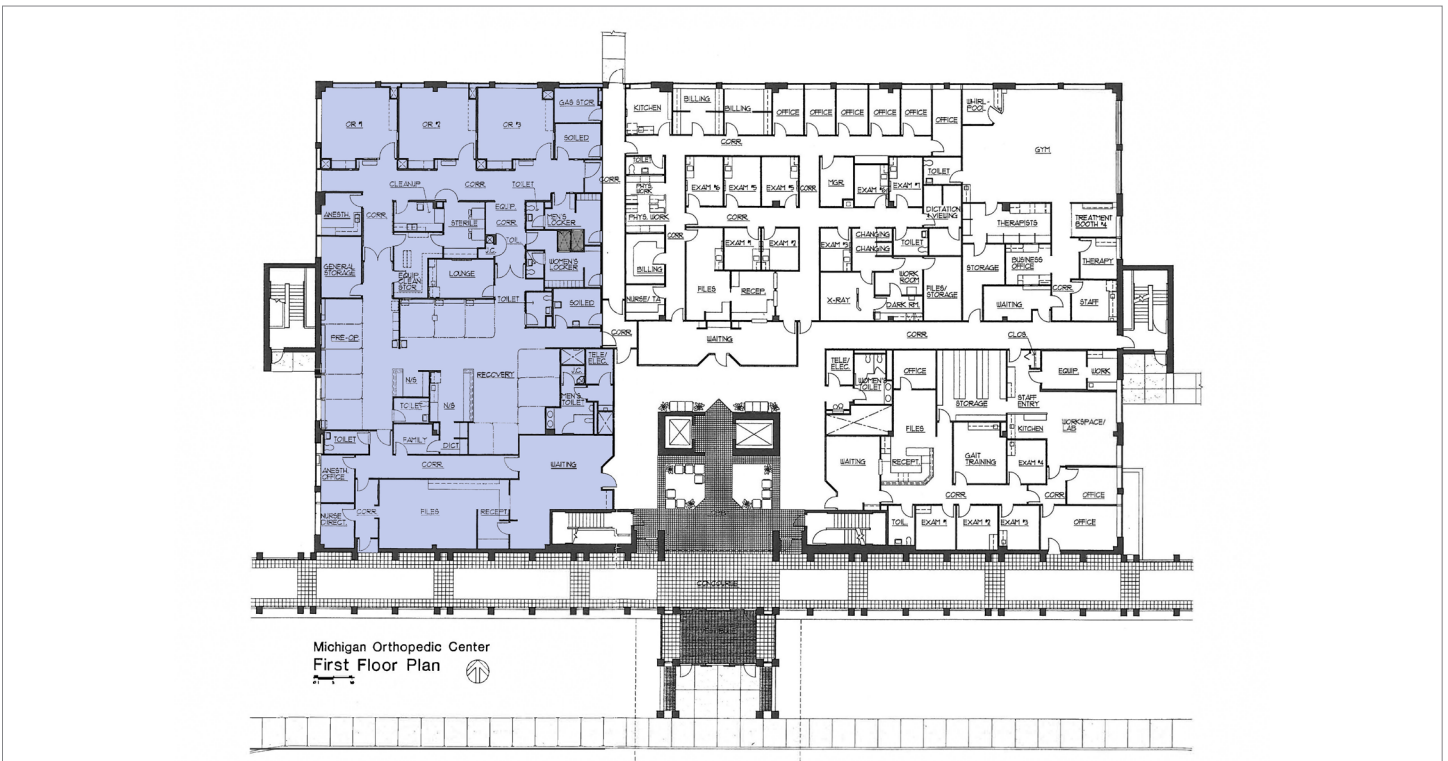 KITCHEN
BILLING
BILLING
OFFICE
OFFICE
OFFICE
OFFICE
OFFICE
OFFICE
WHIRL-
POOL
GYM
OR #1
OR #2
OR #3
GAS STOR.
SOILED
CORR.
CLEANUP
CORR.
TOILET
CORR.
TOILET
PHYS.
WORK
PHYS. WORK
EXAM #6
EXAM #5
EXAM #5
CORR.
MGR.
EXAM #1
TOILET
ANESTH.
CORR.
STERILE
EQUIP.
CORR.
MEN'S
LOCKER
TOIL.
J.C.
WOMEN'S
LOCKER
CORR.
CORR.
DICTATION
THERAPISTS
TREATMENT
BOOTH #4
GENERAL
STORAGE
EQUIP.
CLEAN
STOR.
LOUNGE
BILLING
EXAM #1
EXAM #2
EXAM #3
CHANGING
CHANGING
TOILET
WORK
ROOM
FILES/
STORAGE
STORAGE
BUSINESS
OFFICE
THERAPY
TOILET
SOILED
NURSE/ T.A.
FILES
RECEP.
X-RAY
DARK RM.
WAITING
CORR.
STAFF
PRE-OP
CORR.
WAITING
CORR.
CLOS.
N/S
TOILET
N/S
RECOVERY
TELE/
ELEC.
J.C.
MEN'S
TOILET
TELE/
ELEC.
WOMEN'S
TOILET
OFFICE
STORAGE
EQUIP.
WORK
STAFF
ENTRY
TOILET
FAMILY
DICT.
CORR.
WAITING
WAITING
FILES
RECEPT.
GAIT
TRAINING
KITCHEN
WORKSPACE/
LAB
EXAM #4
ANESTH.
OFFICE
CORR.
CORR.
OFFICE
NURSE
DIRECT.
CORR.
FILES
RECEPT.
TOIL.
EXAM #1
EXAM #2
EXAM #3
OFFICE
CONCOURSE
Michigan Orthopedic Center
First Floor Plan